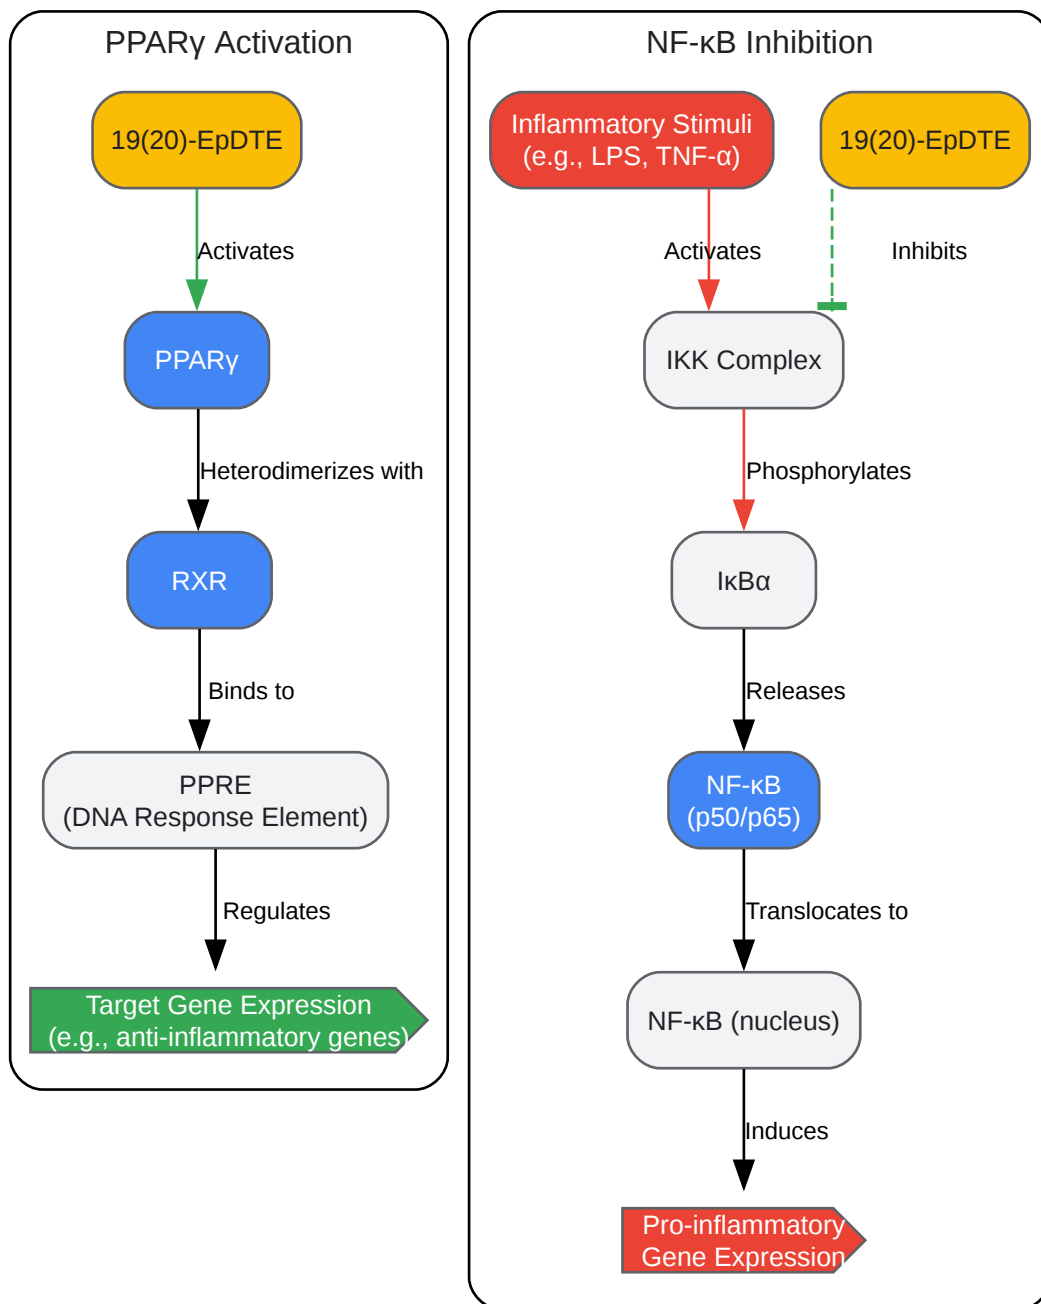 PPARγ Activation
19(20)-EpDTE
Activates
PPARγ
Heterodimerizes with
RXR
Binds to
PPRE
(DNA Response Element)
Regulates
Target Gene Expression
(e.g., anti-inflammatory genes)
NF-κB Inhibition
Inflammatory Stimuli
(e.g., LPS, TNF-α)
19(20)-EpDTE
Activates
Inhibits
IKK Complex
Phosphorylates
IκBα
Releases
NF-κB
(p50/p65)
Translocates to
NF-κB (nucleus)
Induces
Pro-inflammatory
Gene Expression